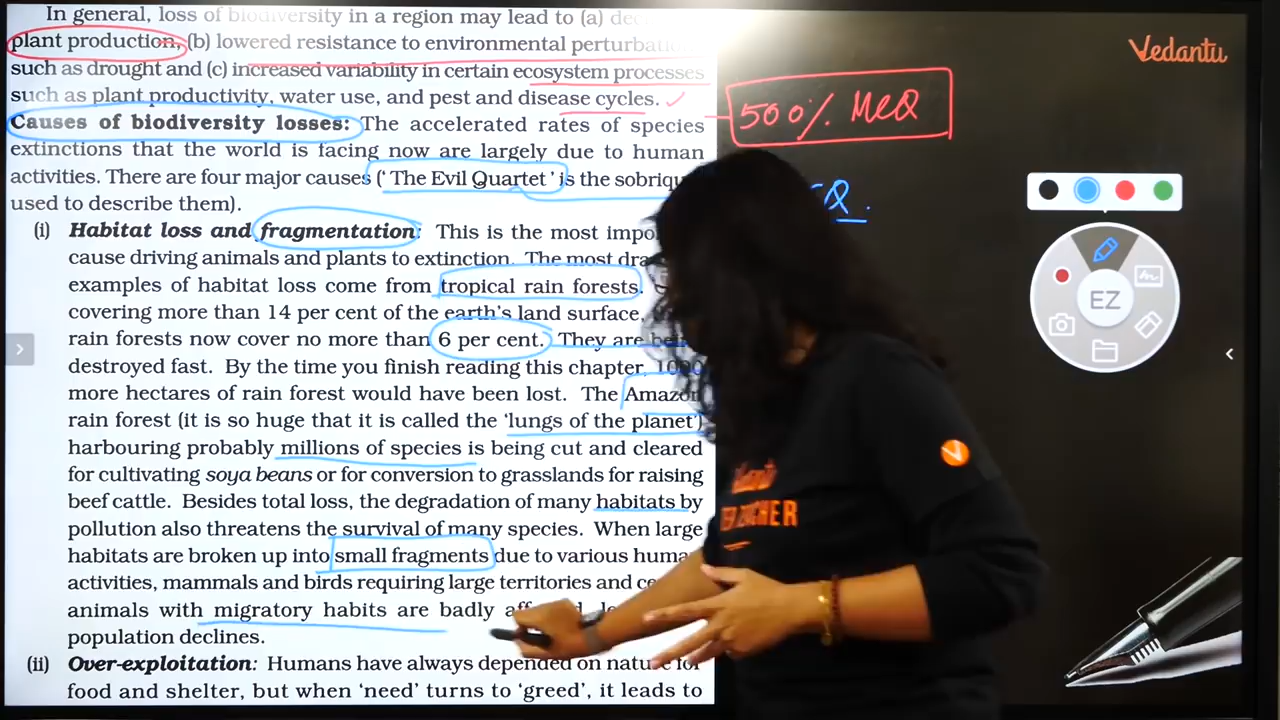 In general, loss of biodiversity in a region may lead to (a)
plant production, (b) lowered resistance to environmental
such as drought and (c) increased variability in certain ecosystem processes
such as plant productivity, water use, and pest and disease cycles.
Causes of biodiversity losses: The accelerated rates of species
extinctions that the world is facing now are largely due to human
activities. There are four major causes (‘ The Evil Quartet ’ is the
used to describe them).
(i) Habitat loss and fragmentation: This is the most
cause driving animals and plants to extinction. The most
examples of habitat loss come from tropical rain forests.
covering more than 14 per cent of the earth’s land surface,
rain forests now cover no more than 6 per cent. They are
destroyed fast. By the time you finish reading this chapter, 1000
more hectares of rain forest would have been lost. The Amazon
rain forest (it is so huge that it is called the ‘lungs of the planet’)
harbouring probably millions of species is being cut and cleared
for cultivating soya beans or for conversion to grasslands for raising
beef cattle. Besides total loss, the degradation of many habitats by
pollution also threatens the survival of many species. When large
habitats are broken up into small fragments due to various human
activities, mammals and birds requiring large territories and
animals with migratory habits are badly
population declines.
(ii) Over-exploitation: Humans have always depended on nature for
food and shelter, but when ‘need’ turns to ‘greed’, it leads to
500% MCQ
Vedantu
EZ